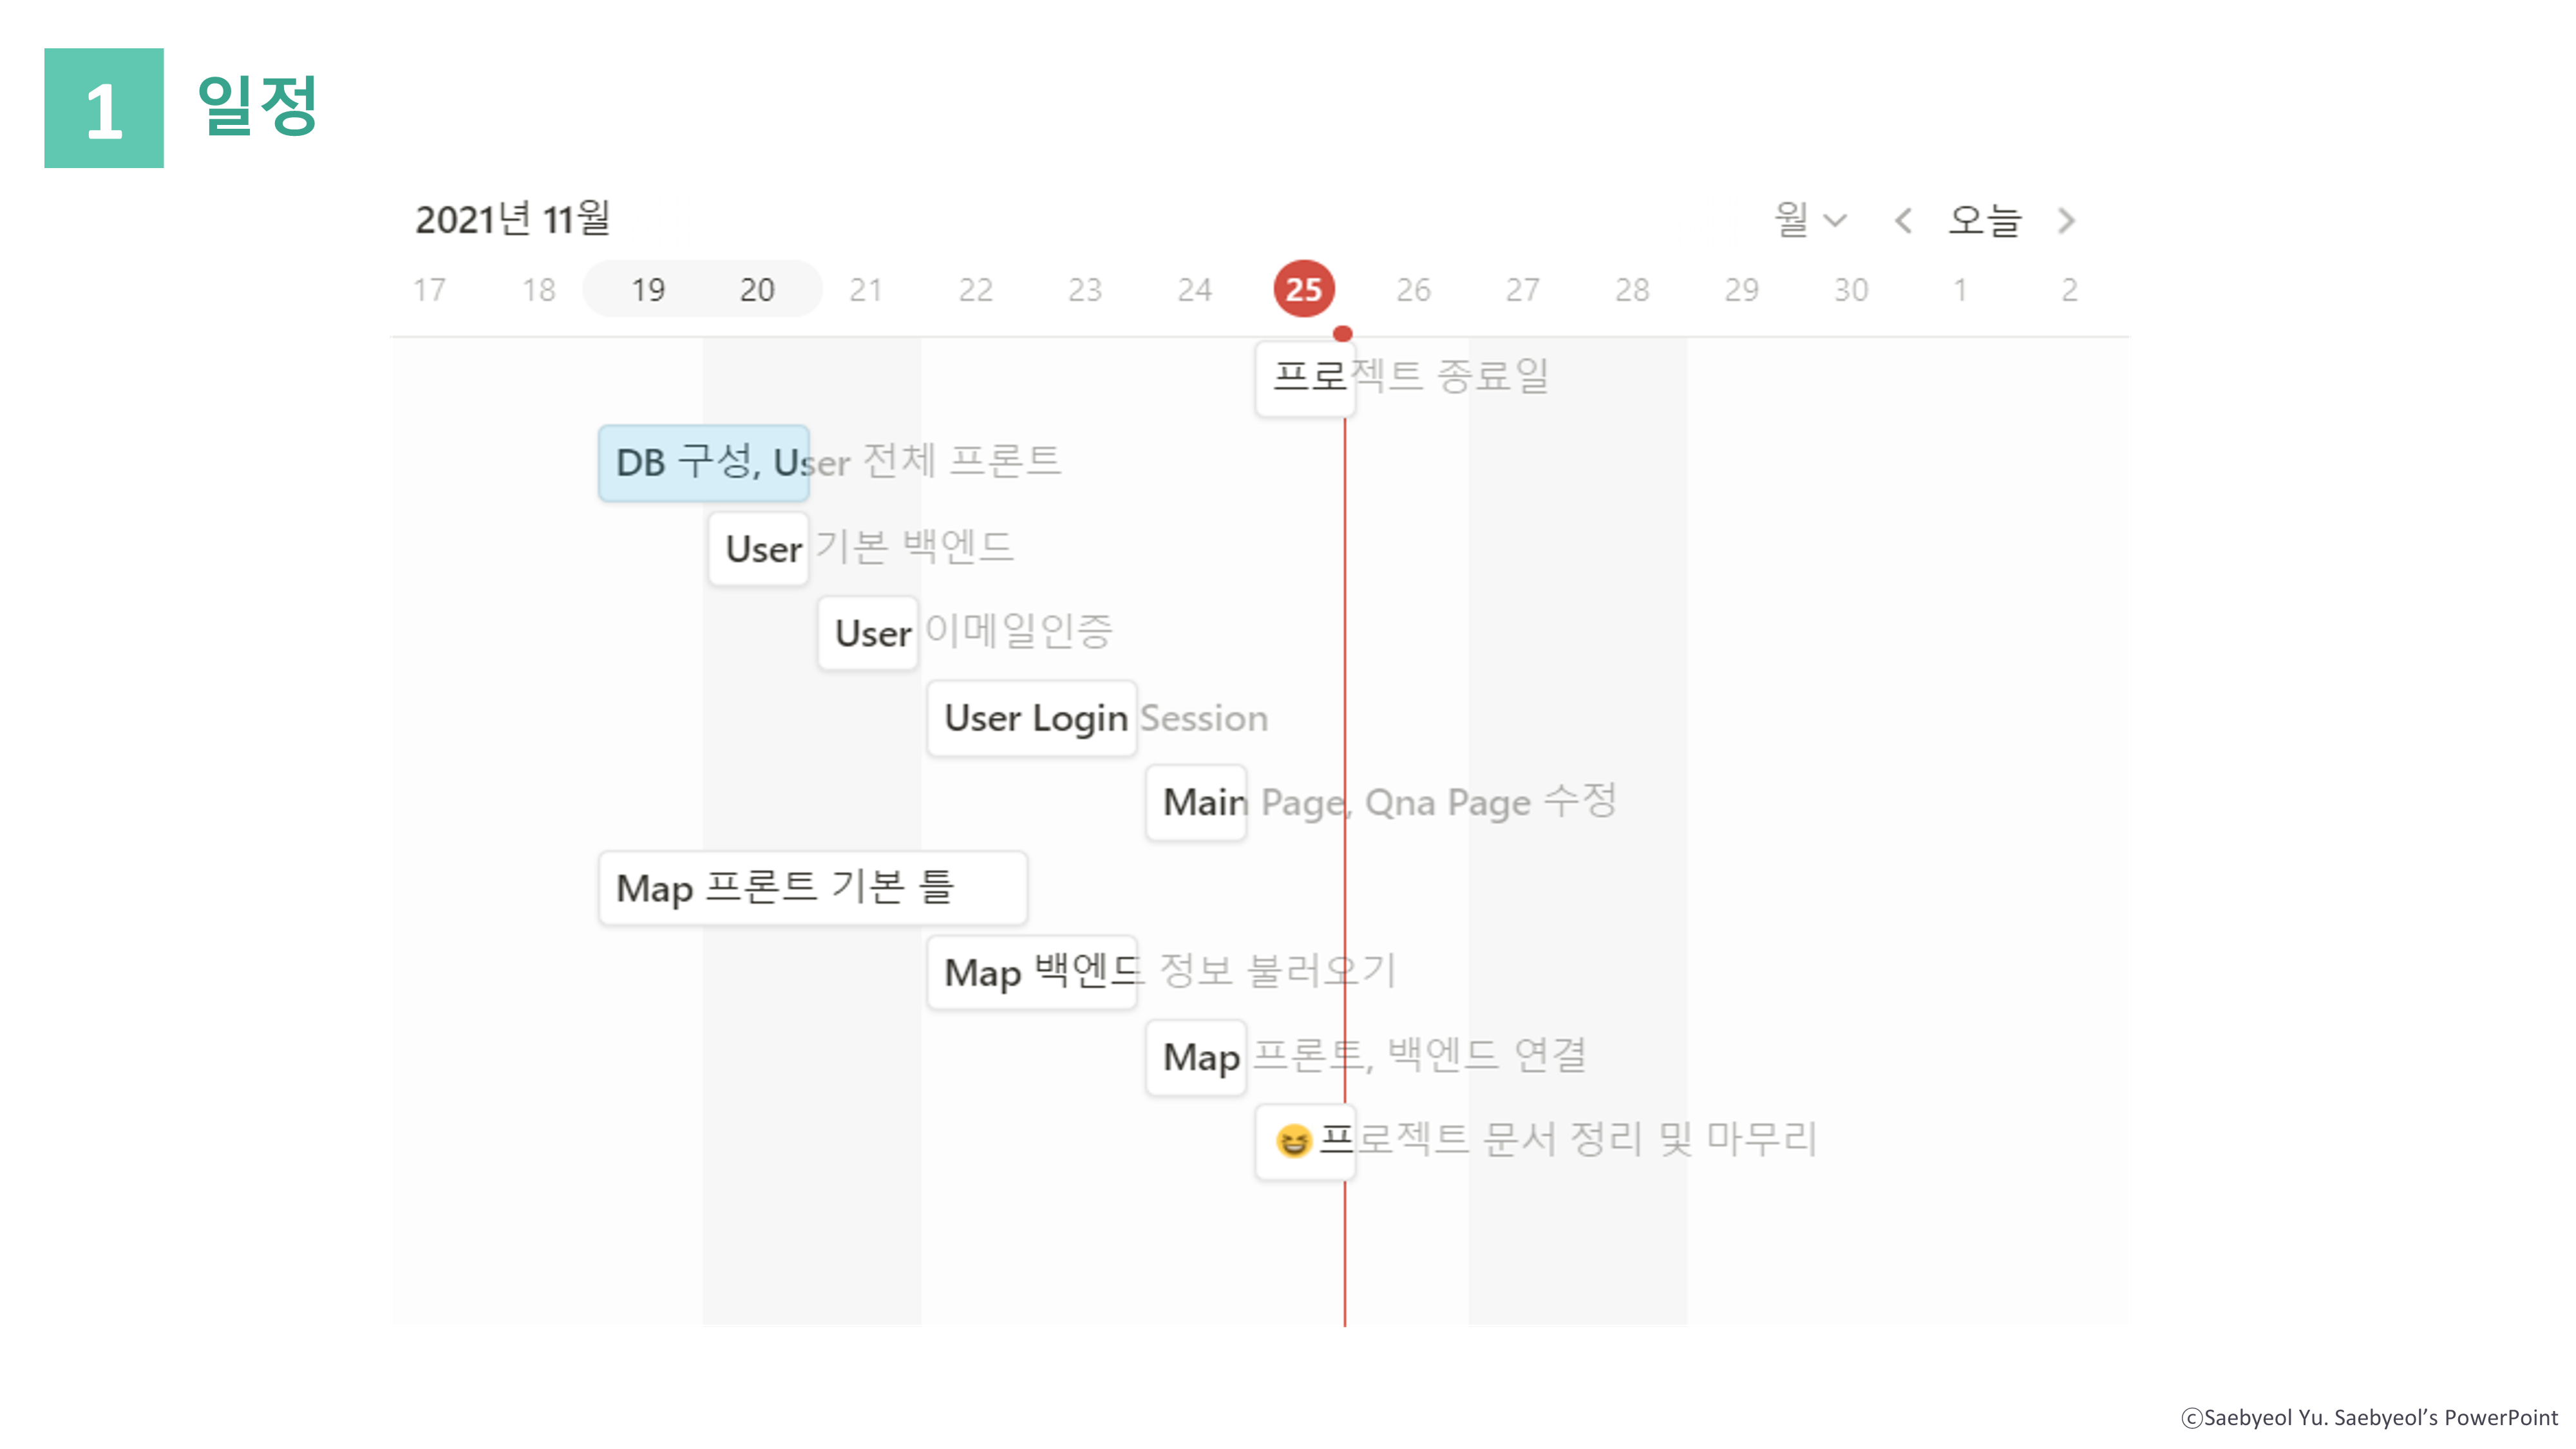 1 일정
2021년 11월 월 오늘
17 18 19 20 21 22 23 24 25 26 27 28 29 30 1 2
프로젝트 종료일
DB 구성, User 전체 프론트
User 기본 백엔드
User 이메일인증
User Login Session
Main Page, Qna Page 수정
Map 프론트 기본 틀
Map 백엔드 정보 불러오기
Map 프론트, 백엔드 연결
😆프로젝트 문서 정리 및 마무리
ⓒSaebyeol Yu. Saebyeol’s PowerPoint